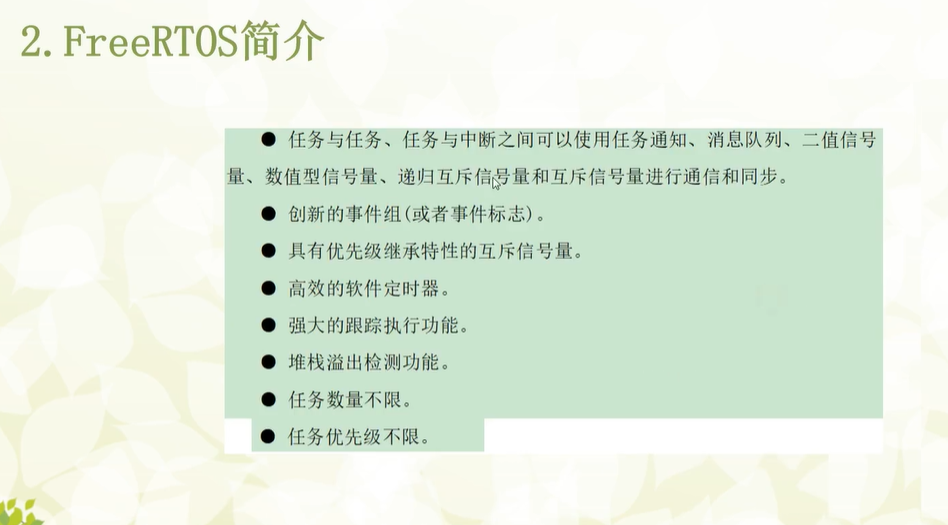 2.FreeRTOS简介
● 任务与任务、任务与中断之间可以使用任务通知、消息队列、二值信号
量、数值型信号量、递归互斥信号量和互斥信号量进行通信和同步。
● 创新的事件组(或者事件标志)。
● 具有优先级继承特性的互斥信号量。
● 高效的软件定时器。
● 强大的跟踪执行功能。
● 堆栈溢出检测功能。
● 任务数量不限。
● 任务优先级不限。